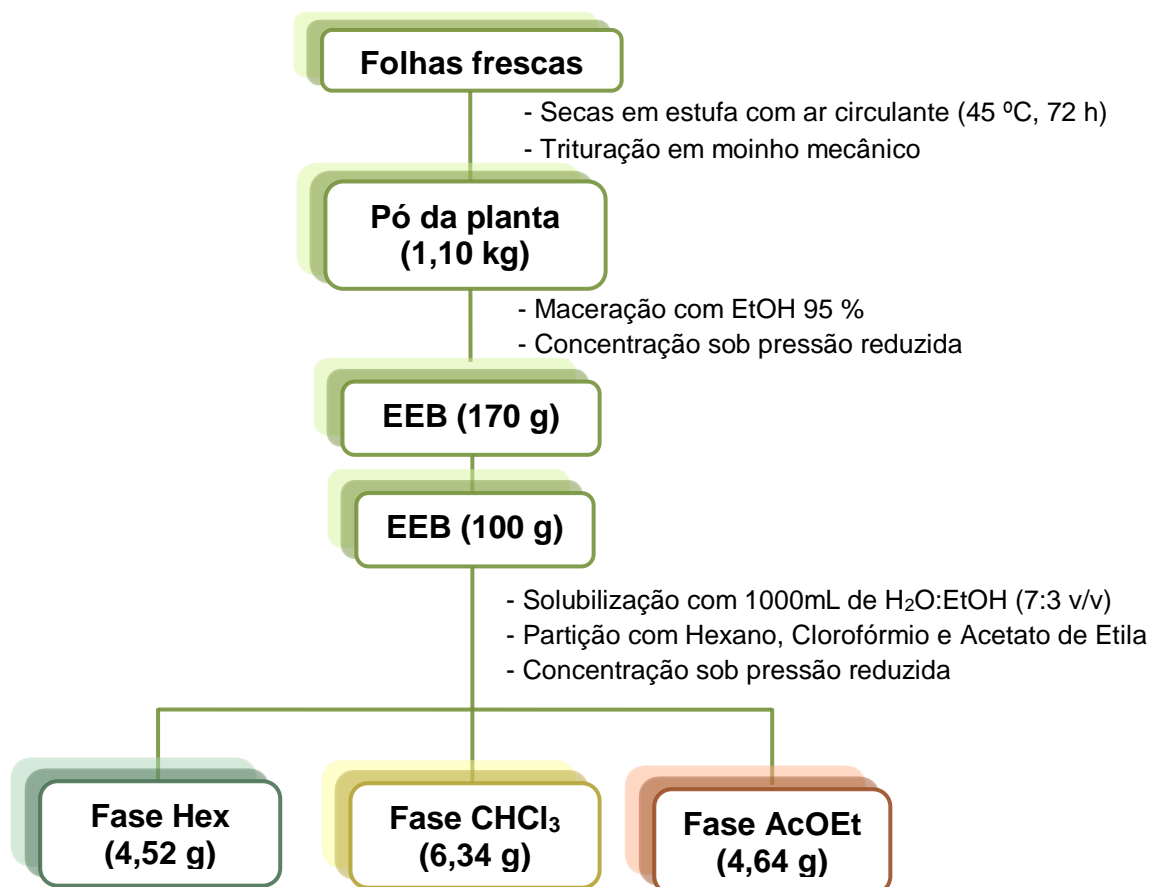 Folhas frescas
- Secas em estufa com ar circulante (45 ºC, 72 h)
- Trituração em moinho mecânico
Pó da planta
(1,10 kg)
- Maceração com EtOH 95 %
- Concentração sob pressão reduzida
EEB (170 g)
EEB (100 g)
- Solubilização com 1000mL de H₂O:EtOH (7:3 v/v)
- Partição com Hexano, Clorofórmio e Acetato de Etila
- Concentração sob pressão reduzida
Fase Hex
(4,52 g)
Fase CHCl₃
(6,34 g)
Fase AcOEt
(4,64 g)